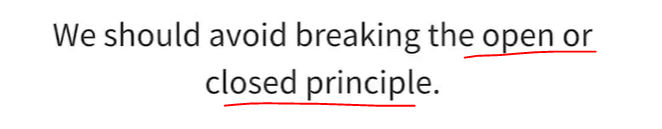 We should avoid breaking the open or
closed principle.